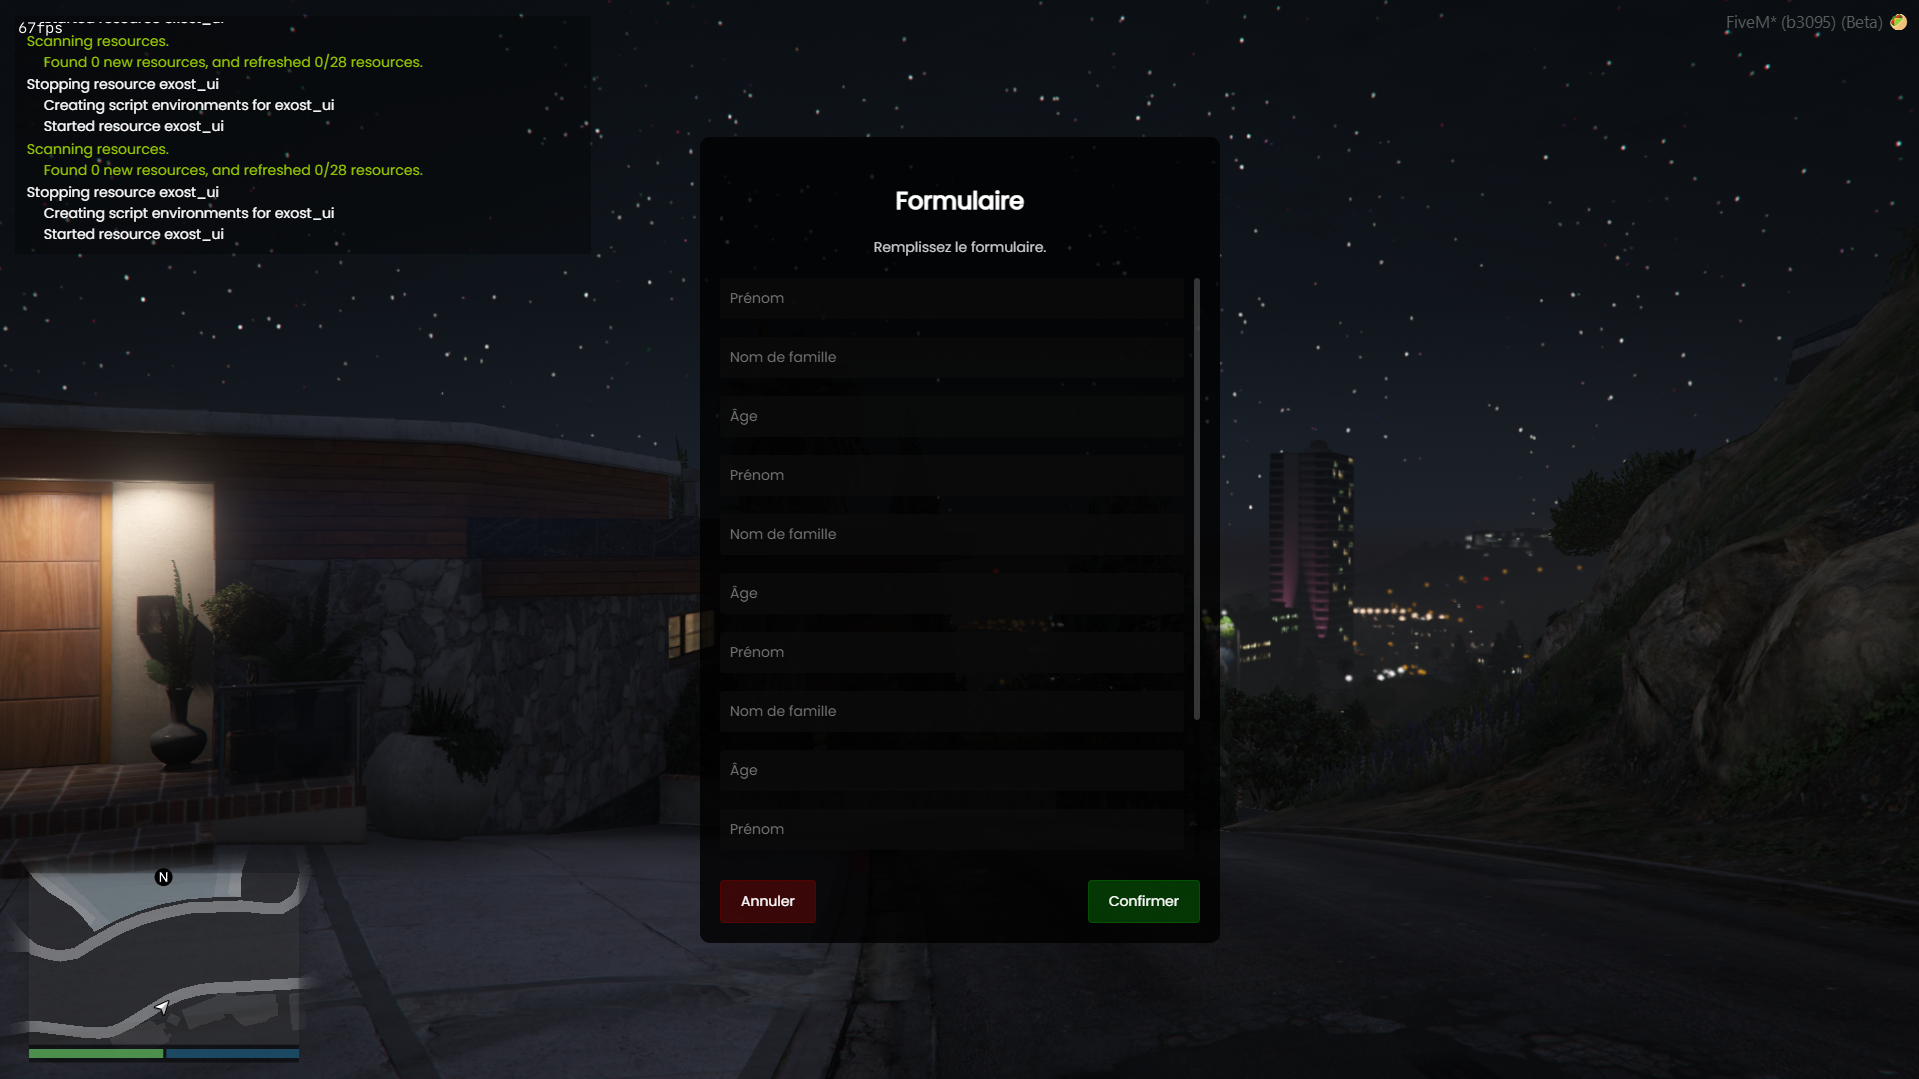 67fps
Scanning resources.
Found 0 new resources, and refreshed 0/28 resources.
Stopping resource exost_ui
Creating script environments for exost_ui
Started resource exost_ui
Scanning resources.
Found 0 new resources, and refreshed 0/28 resources.
Stopping resource exost_ui
Creating script environments for exost_ui
Started resource exost_ui
FiveM* (b3095) (Beta)
Formulaire
Remplissez le formulaire.
Prénom
Nom de famille
Âge
Prénom
Nom de famille
Âge
Prénom
Nom de famille
Âge
Prénom
Annuler
Confirmer
N